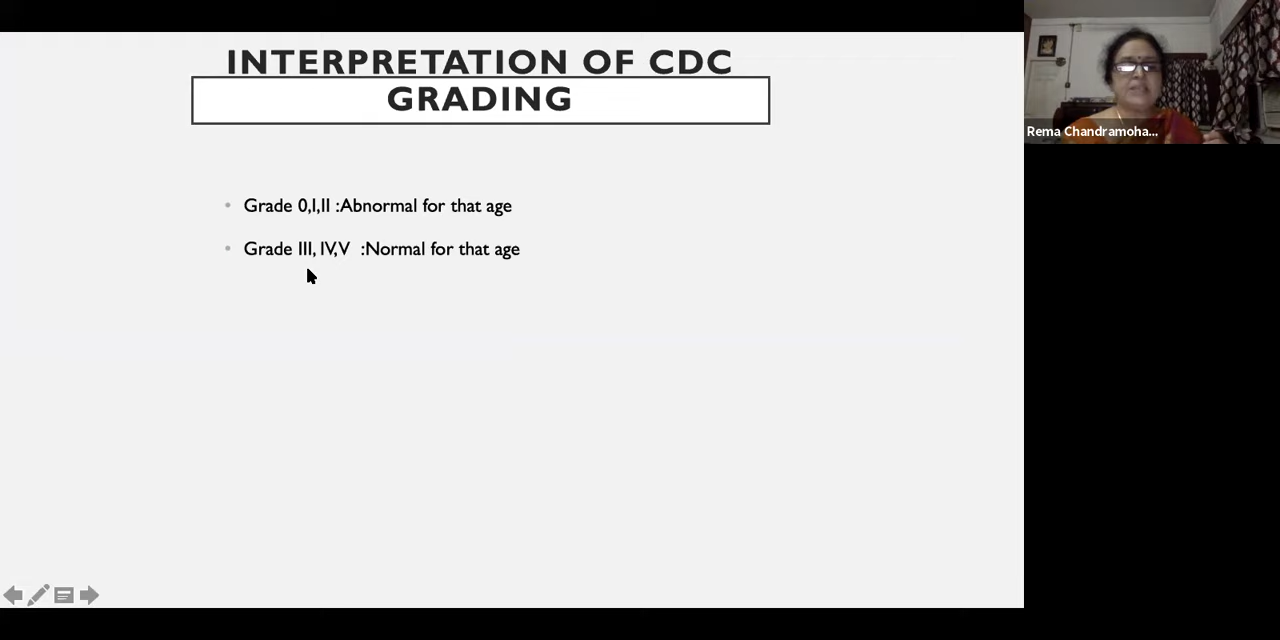 INTERPRETATION OF CDC
GRADING
Grade 0,I,II :Abnormal for that age
Grade III, IV,V :Normal for that age
Rema Chandramoha...